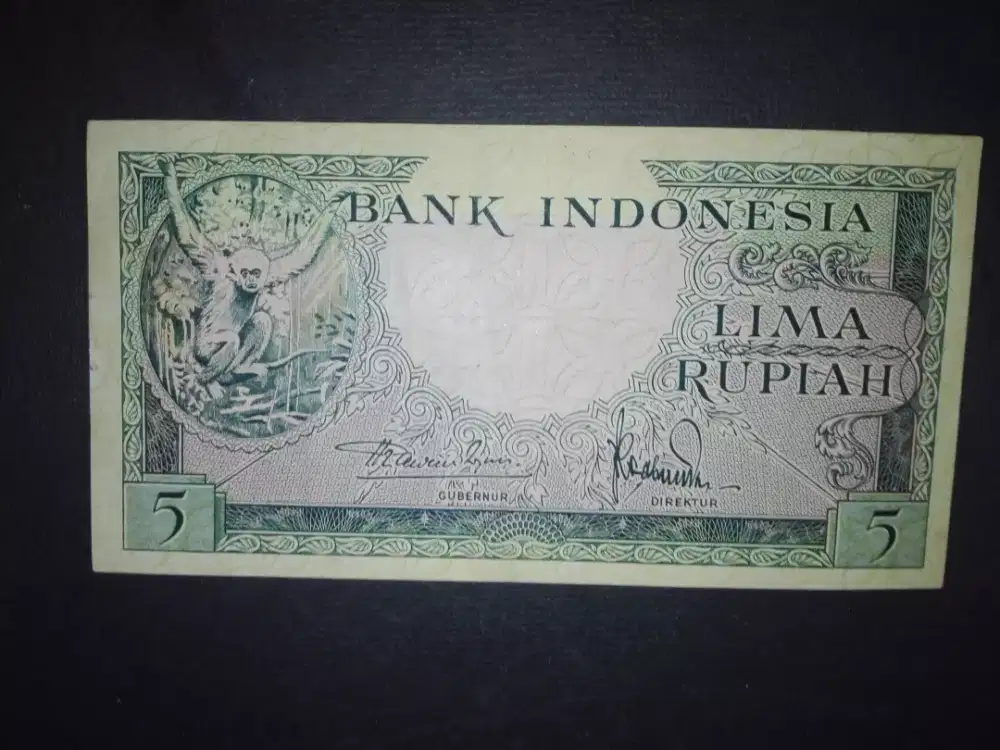 BANK INDONESIA
LIMA
RUPIAH
GUBERNUR
DIREKTUR
5
5